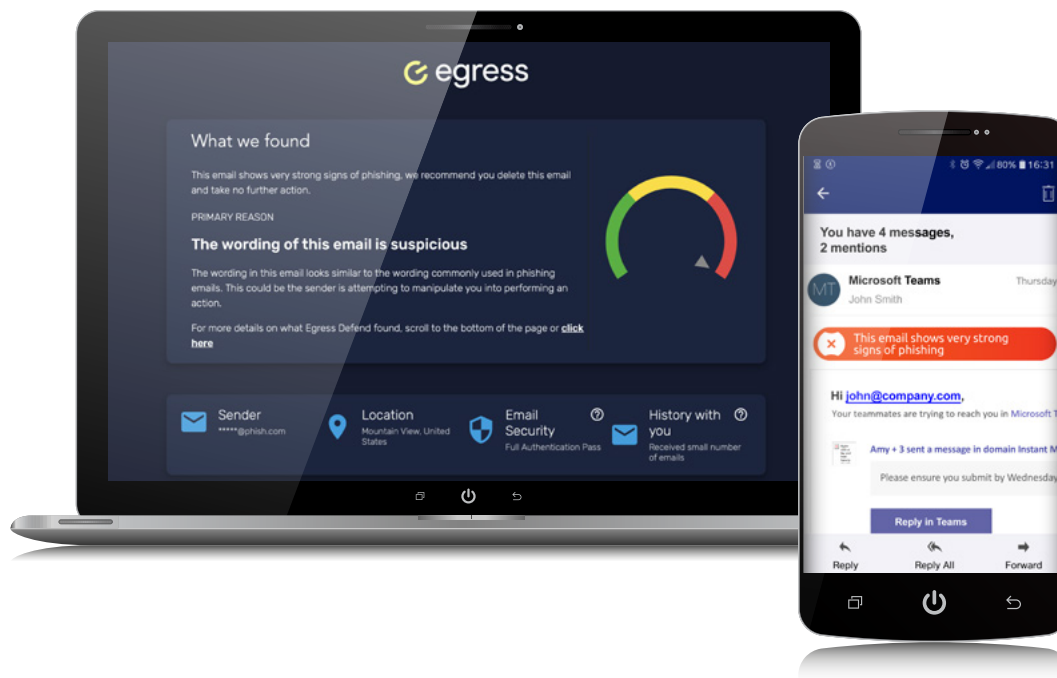 egress
What we found
This email shows very strong signs of phishing, we recommend you delete this email
and take no further action.
PRIMARY REASON
The wording of this email is suspicious
The wording in this email looks similar to the wording commonly used in phishing
emails. This could be the sender is attempting to manipulate you into performing an
action.
For more details on what Egress Defend found, scroll to the bottom of the page or click
here
Sender
*****@phish.com
Location
Mountain View, United
States
Email
Security
Full Authentication Pass
History with
you
Received small number
of emails
80% 16:31
You have 4 messages,
2 mentions
MT
Microsoft Teams
Thursday
John Smith
This email shows very strong
signs of phishing
Hi john@company.com,
Your teammates are trying to reach you in Microsoft T
Amy + 3 sent a message in domain Instant M
Please ensure you submit by Wednesday
Reply in Teams
Reply
Reply All
Forward